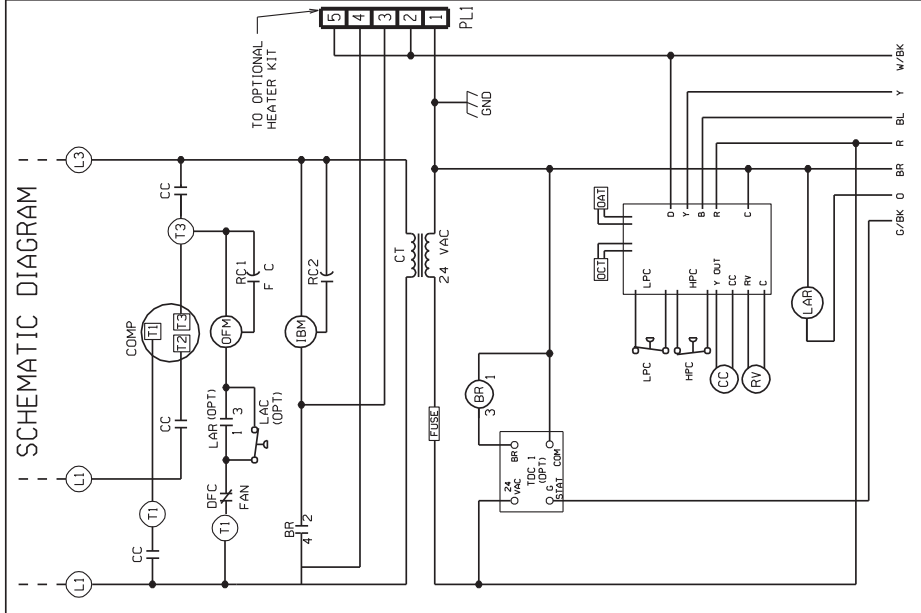 SCHEMATIC DIAGRAM
L1
L1
L3
CC
T1
CC
COMP
T1
T2
T3
T3
CC
T1
DFC
FAN
LAR (OPT)
1 3
LAC
(OPT)
OFM
RC1
F C
BR
4 2
IBM
RC2
CT
24 VAC
FUSE
TO OPTIONAL
HEATER KIT
5
4
3
2
1
PL1
GND
24
VAC
BR
TDC 1
(OPT)
G
STAT COM
BR
3 1
OCT
OAT
LPC
HPC
Y OUT
CC
RV
C
D
Y
B
R
C
LPC
HPC
CC
RV
LAR
G/BK
O
BR
R
BL
Y
W/BK